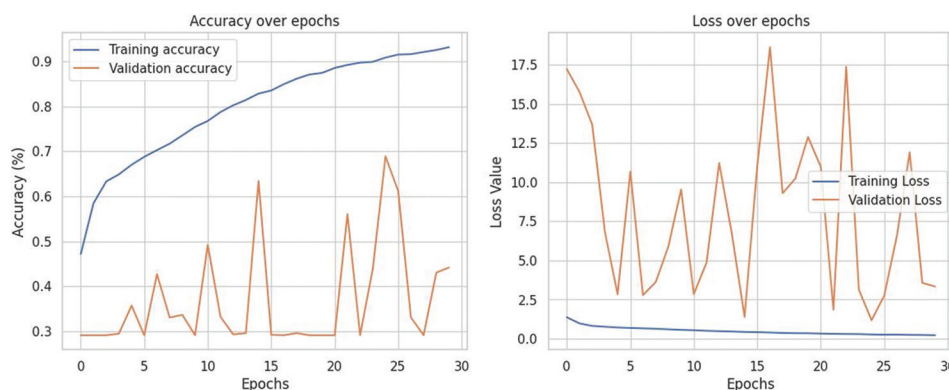 Accuracy over epochs
Training accuracy
Validation accuracy
Accuracy (%)
0.9
0.8
0.7
0.6
0.5
0.4
0.3
0 5 10 15 20 25 30
Epochs
Loss over epochs
Training Loss
Validation Loss
Loss Value
17.5
15.0
12.5
10.0
7.5
5.0
2.5
0.0
0 5 10 15 20 25 30
Epochs